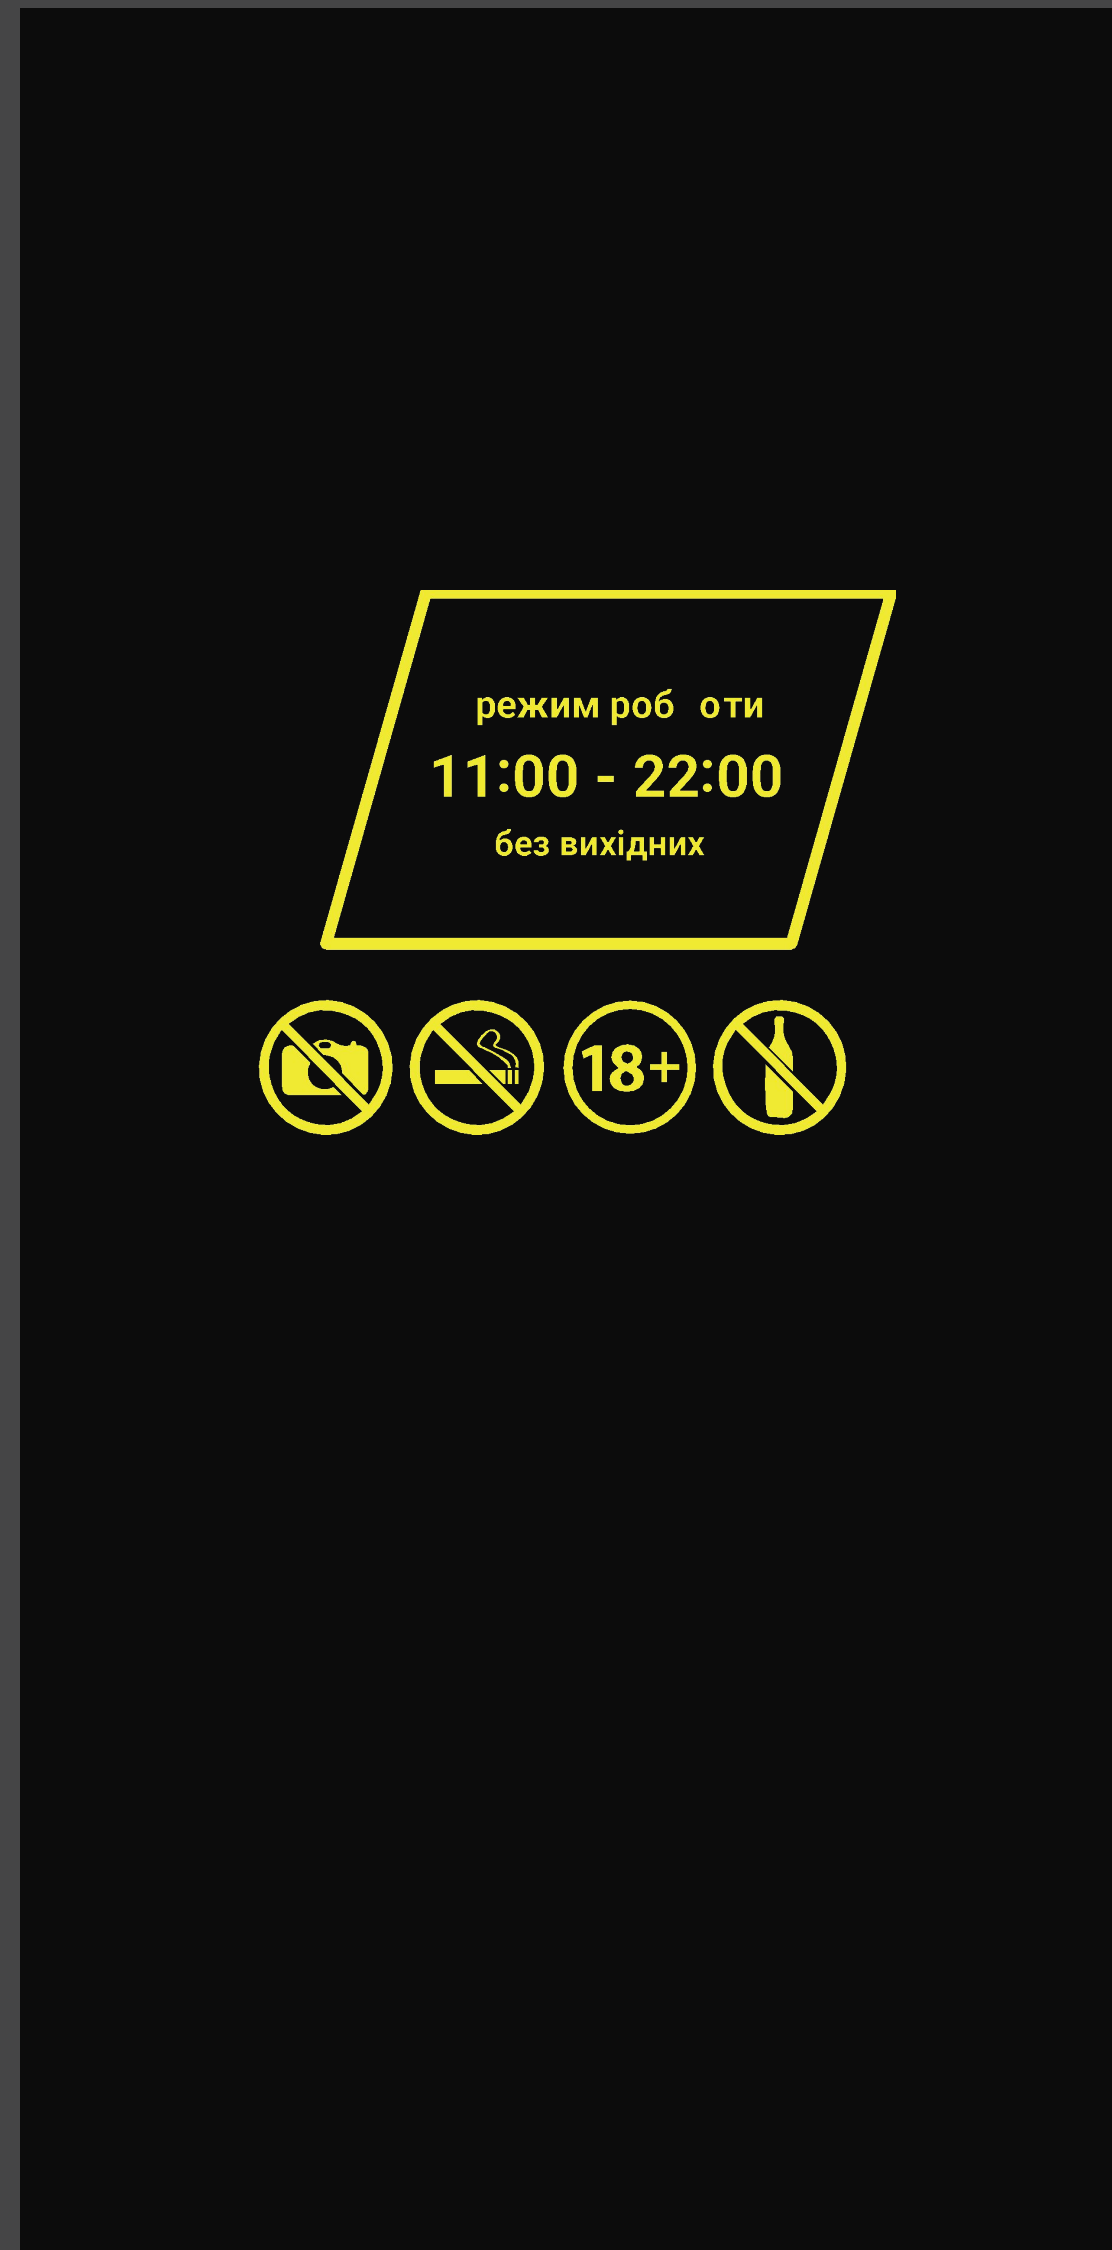 режим роб оти
11:00 - 22:00
без вихідних
18+